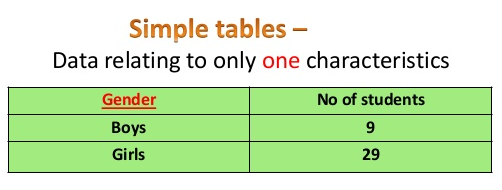 Simple tables –
Data relating to only one characteristics
Gender No of students
Boys 9
Girls 29